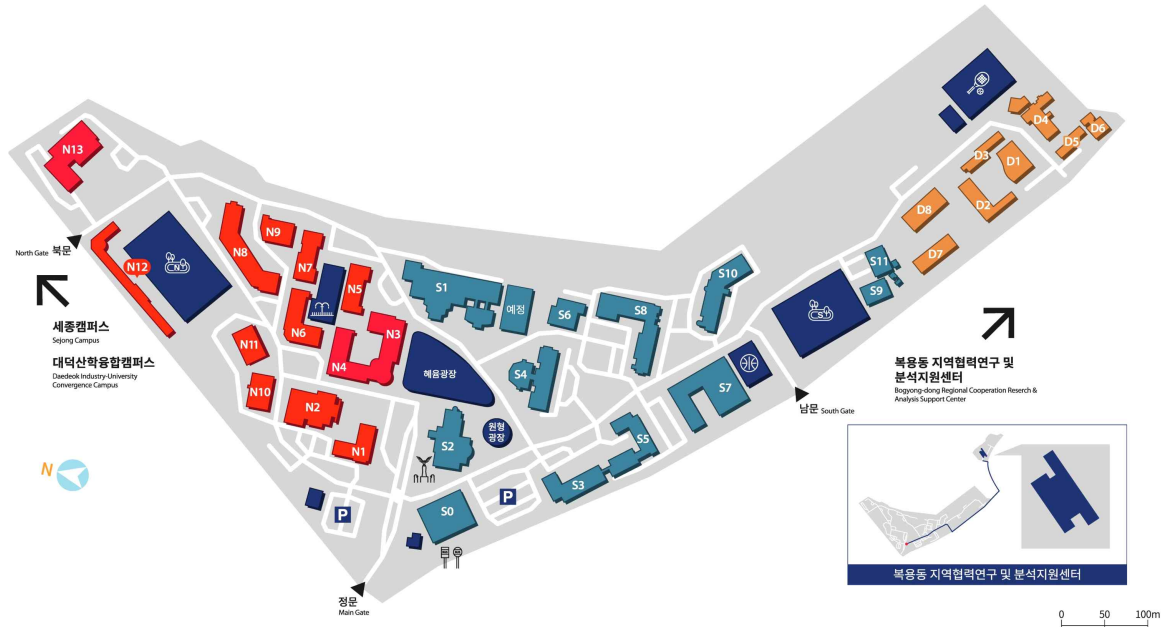 N13
North Gate 북문
N12
N
세종캠퍼스
Sejong Campus
대덕산학융합캠퍼스
Daedeok Industry-University
Convergence Campus
N8
N9
N7
N5
N6
N3
N4
N11
N10
N2
N1
N
P
정문
Main Gate
S1
예정
S6
S8
S10
혜윰광장
S4
원형
광장
S2
S0
P
S3
S5
S7
S
남문 South Gate
S11
S9
D4
D6
D5
D3
D1
D2
D8
D7
복용동 지역협력연구 및
분석지원센터
Bogyong-dong Regional Cooperation Reserch &
Analysis Support Center
복용동 지역협력연구 및 분석지원센터
0 50 100m